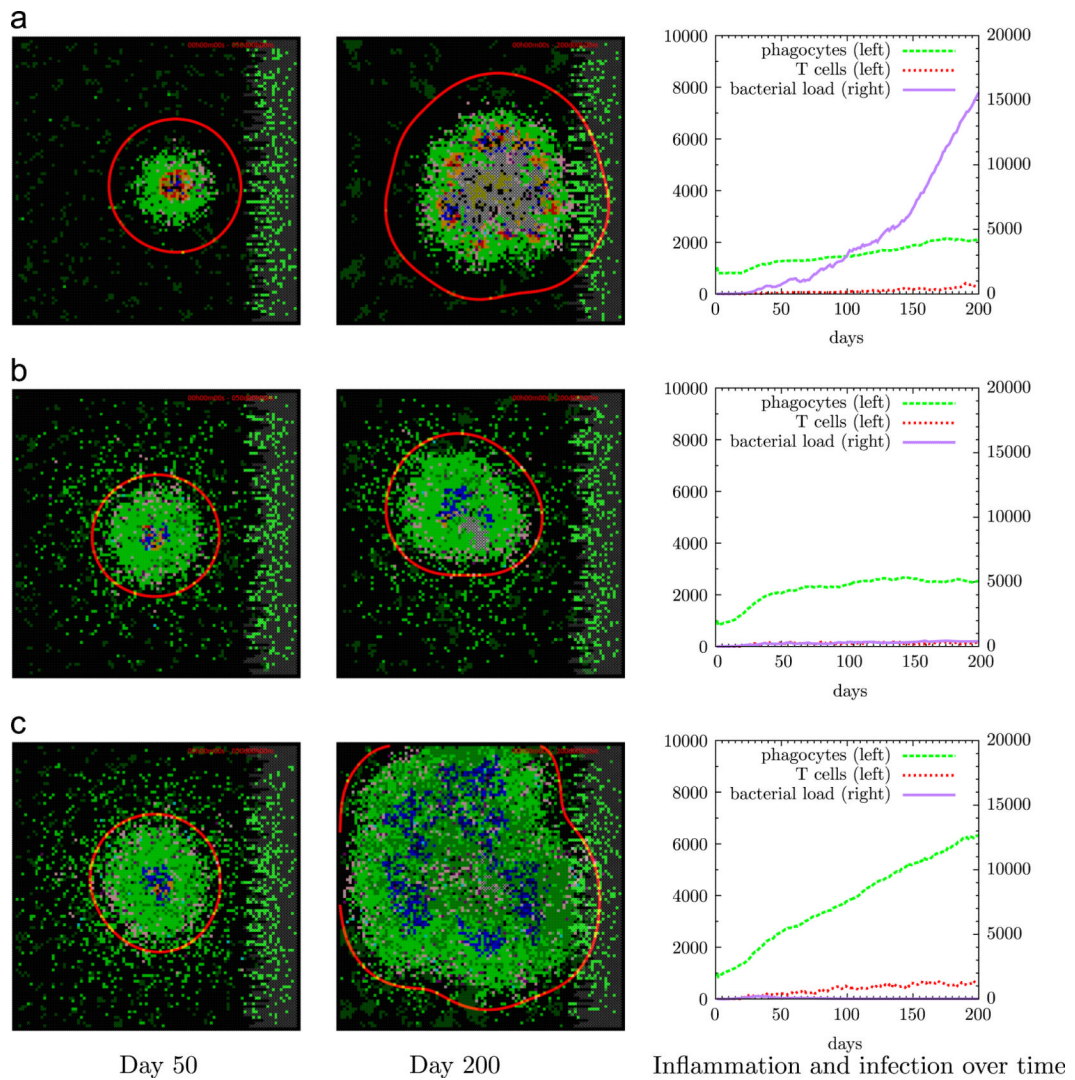 a
10000
8000
6000
4000
2000
0
phagocytes (left)
T cells (left)
bacterial load (right)
20000
15000
10000
5000
0
0 50 100 150 200
days
b
10000
8000
6000
4000
2000
0
phagocytes (left)
T cells (left)
bacterial load (right)
20000
15000
10000
5000
0
0 50 100 150 200
days
c
10000
8000
6000
4000
2000
0
phagocytes (left)
T cells (left)
bacterial load (right)
20000
15000
10000
5000
0
0 50 100 150 200
days
Day 50 Day 200 Inflammation and infection over time